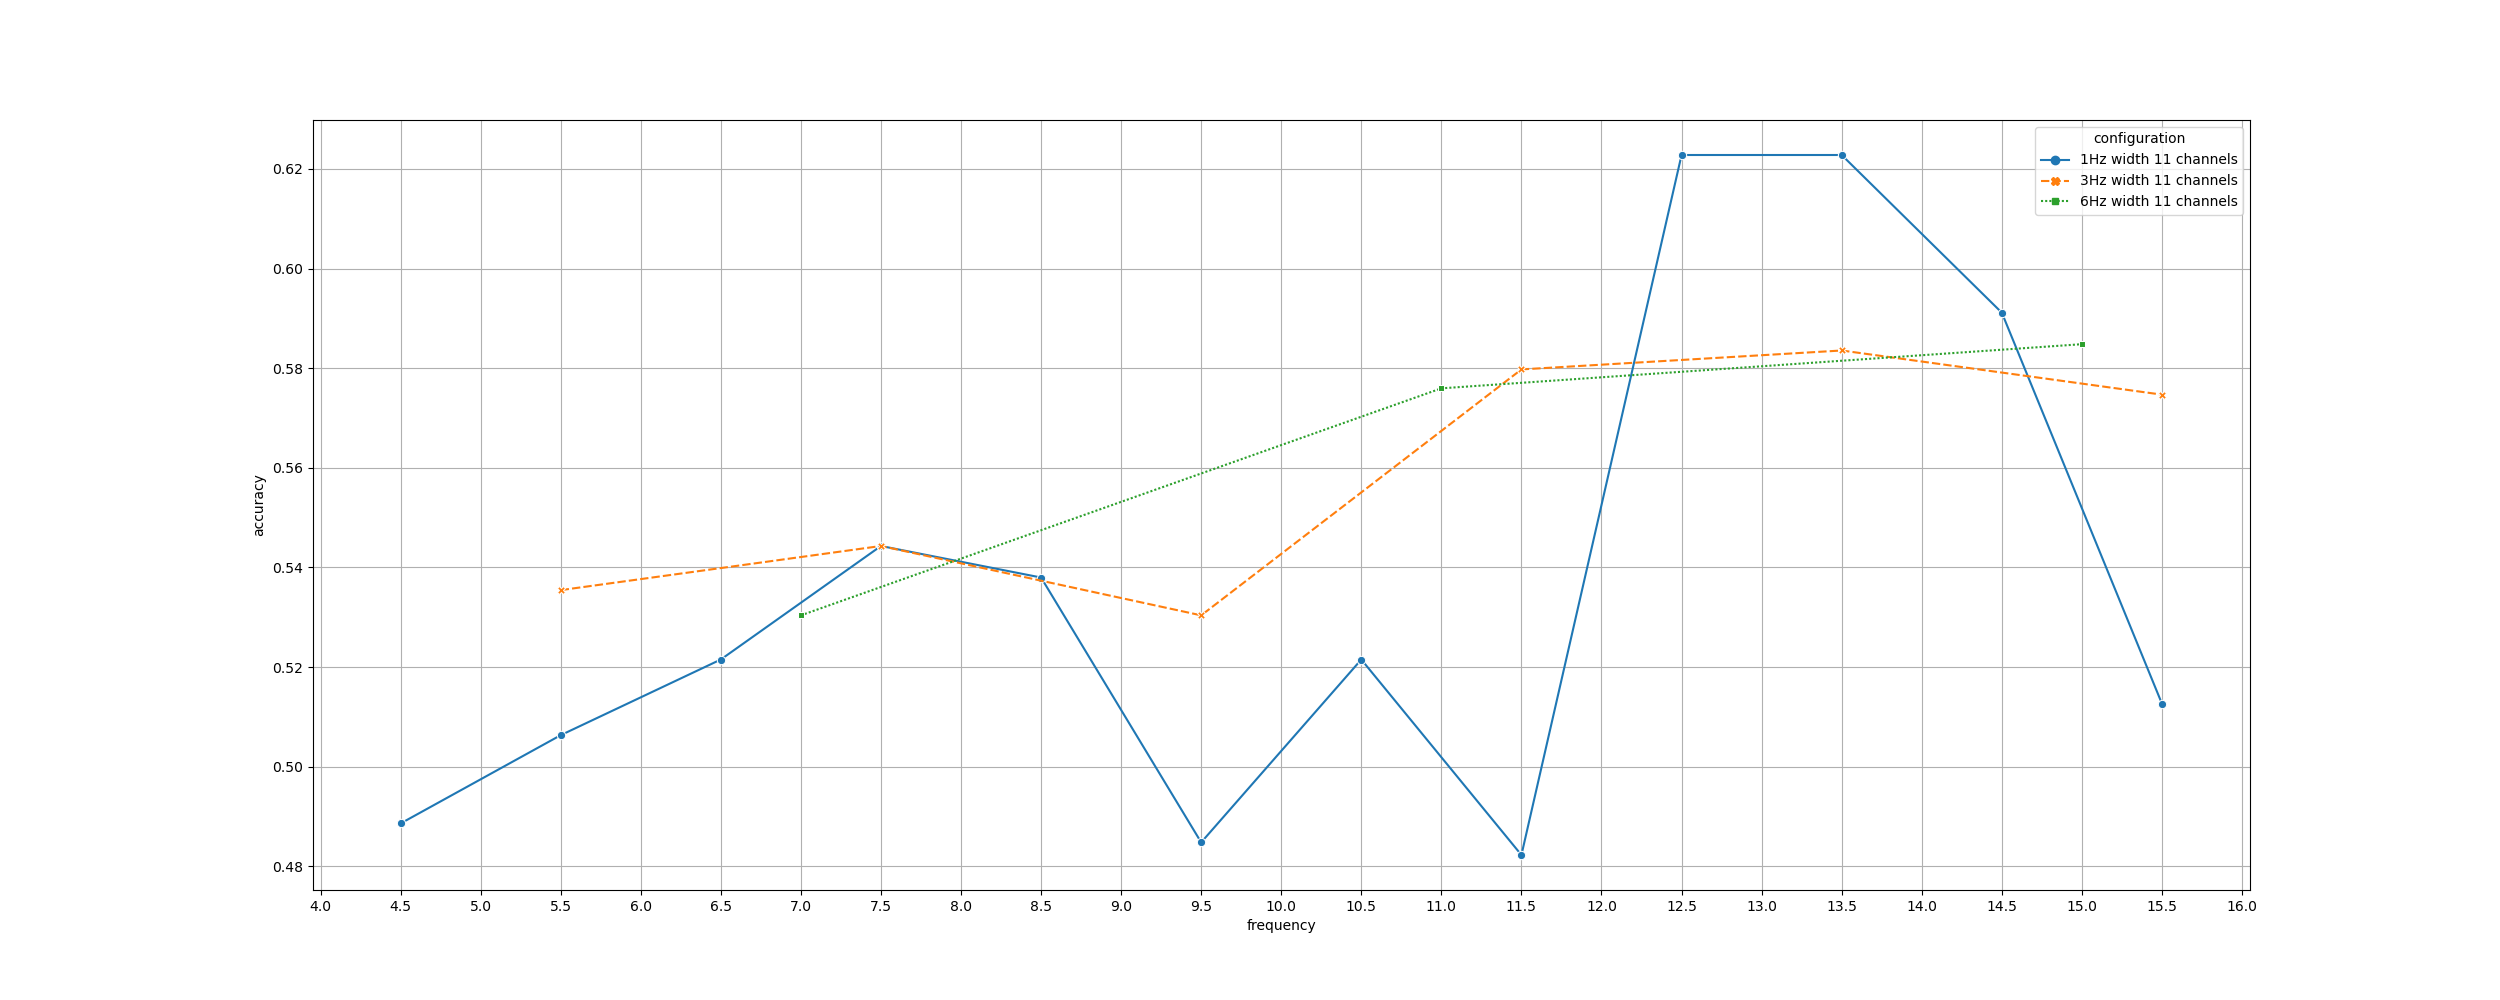 configuration
1Hz width 11 channels
3Hz width 11 channels
6Hz width 11 channels
0.62
0.60
0.58
0.56
0.54
0.52
0.50
0.48
accuracy
4.0 4.5 5.0 5.5 6.0 6.5 7.0 7.5 8.0 8.5 9.0 9.5 10.0 10.5 11.0 11.5 12.0 12.5 13.0 13.5 14.0 14.5 15.0 15.5 16.0
frequency